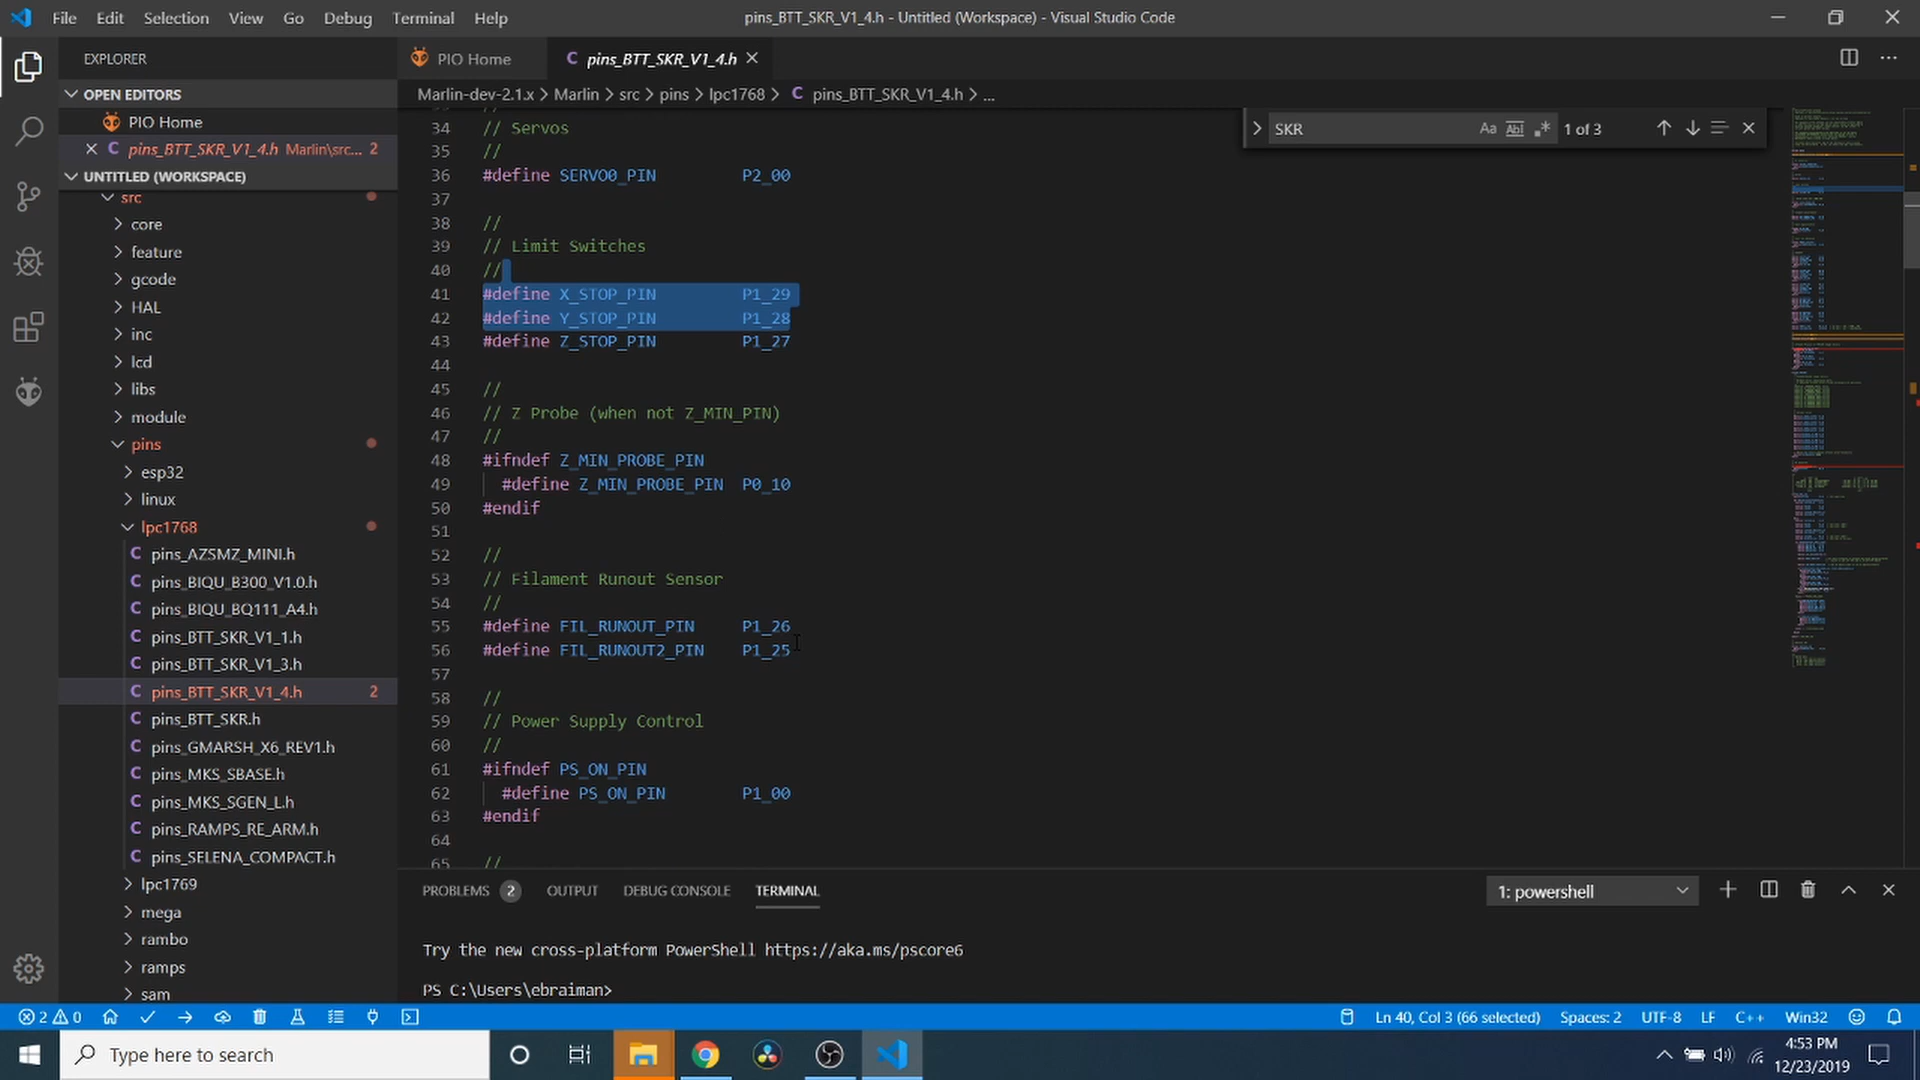 File Edit Selection View Go Debug Terminal Help
pins_BTT_SKR_V1_4.h - Untitled (Workspace) - Visual Studio Code
EXPLORER
OPEN EDITORS
PIO Home
pins_BTT_SKR_V1_4.h Marlin\src... 2
UNTITLED (WORKSPACE)
src
core
feature
gcode
HAL
inc
lcd
libs
module
pins
esp32
linux
lpc1768
pins_AZSMZ_MINI.h
pins_BIQU_B300_V1.0.h
pins_BIQU_BQ111_A4.h
pins_BTT_SKR_V1_1.h
pins_BTT_SKR_V1_3.h
pins_BTT_SKR_V1_4.h 2
pins_BTT_SKR.h
pins_GMARSH_X6_REV1.h
pins_MKS_SBASE.h
pins_MKS_SGEN_L.h
pins_RAMPS_RE_ARM.h
pins_SELENA_COMPACT.h
lpc1769
mega
rambo
ramps
sam
PIO Home
pins_BTT_SKR_V1_4.h
Marlin-dev-2.1.x > Marlin > src > pins > lpc1768 > C pins_BTT_SKR_V1_4.h > ...
SKR Aa Abl .* 1 of 3
34 // Servos
35 //
36 #define SERVO0_PIN P2_00
37
38 //
39 // Limit Switches
40 //
41 #define X_STOP_PIN P1_29
42 #define Y_STOP_PIN P1_28
43 #define Z_STOP_PIN P1_27
44
45 //
46 // Z Probe (when not Z_MIN_PIN)
47 //
48 #ifndef Z_MIN_PROBE_PIN
49 #define Z_MIN_PROBE_PIN P0_10
50 #endif
51
52 //
53 // Filament Runout Sensor
54 //
55 #define FIL_RUNOUT_PIN P1_26
56 #define FIL_RUNOUT2_PIN P1_25
57
58 //
59 // Power Supply Control
60 //
61 #ifndef PS_ON_PIN
62 #define PS_ON_PIN P1_00
63 #endif
64
65 //
PROBLEMS 2 OUTPUT DEBUG CONSOLE TERMINAL
1: powershell
Try the new cross-platform PowerShell https://aka.ms/pscore6
PS C:\Users\ebraiman>
2 0
Ln 40, Col 3 (66 selected) Spaces: 2 UTF-8 LF C++ Win32
Type here to search
4:53 PM
12/23/2019